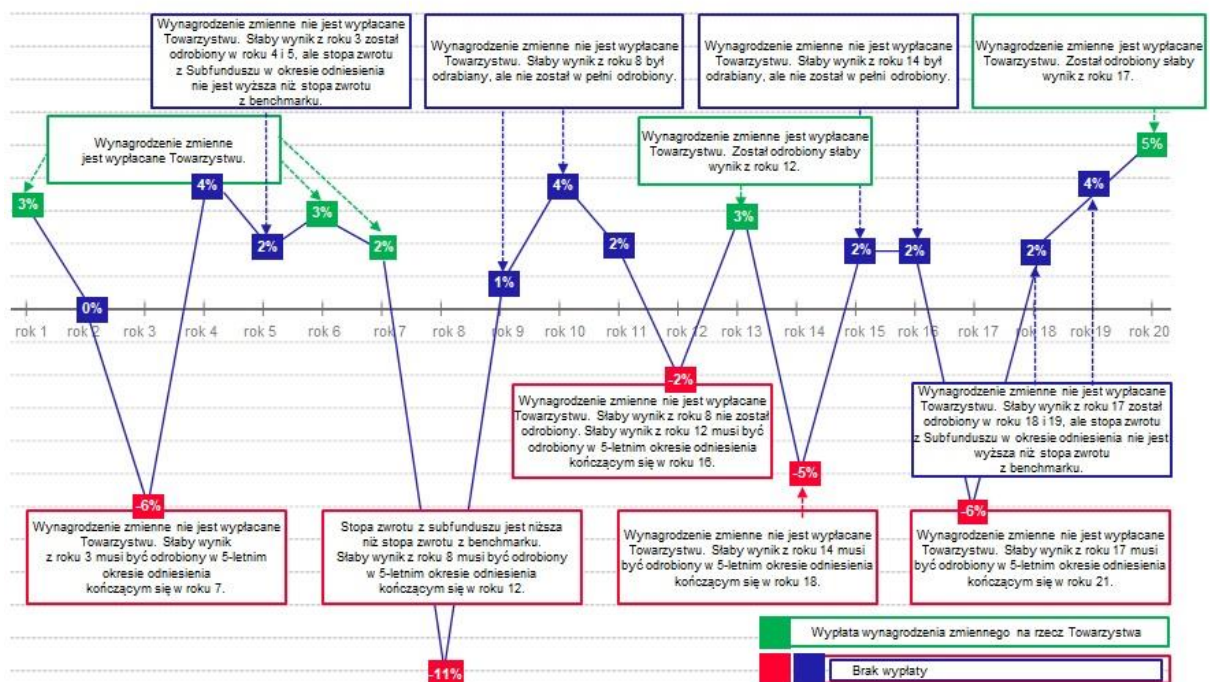 Wynagrodzenie zmienne nie jest wypłacane
Towarzystwu. Słaby wynik z roku 3 został
odrobiony w roku 4 i 5, ale stopa zwrotu
z Subfunduszu w okresie odniesienia
nie jest wyższa niż stopa zwrotu
z benchmarku.
Wynagrodzenie zmienne nie jest wypłacane
Towarzystwu. Słaby wynik z roku 8 był
odrabiany, ale nie został w pełni odrobiony.
Wynagrodzenie zmienne nie jest wypłacane
Towarzystwu. Słaby wynik z roku 14 był
odrabiany, ale nie został w pełni odrobiony.
Wynagrodzenie zmienne jest wypłacane
Towarzystwu. Został odrobiony słaby
wynik z roku 17.
Wynagrodzenie zmienne
jest wypłacane Towarzystwu.
Wynagrodzenie zmienne jest wypłacane
Towarzystwu. Został odrobiony słaby
wynik z roku 12.
3%
0%
-6%
4%
2%
3%
2%
-11%
1%
4%
2%
-2%
3%
-5%
2%
2%
-6%
2%
4%
5%
rok 1
rok 2
rok 3
rok 4
rok 5
rok 6
rok 7
rok 8
rok 9
rok 10
rok 11
rok 12
rok 13
rok 14
rok 15
rok 16
rok 17
rok 18
rok 19
rok 20
Wynagrodzenie zmienne nie jest wypłacane
Towarzystwu. Słaby wynik z roku 8 nie został
odrobiony. Słaby wynik z roku 12 musi być
odrobiony w 5-letnim okresie odniesienia
kończącym się w roku 16.
Wynagrodzenie zmienne nie jest wypłacane
Towarzystwu. Słaby wynik z roku 17 został
odrobiony w roku 18 i 19, ale stopa zwrotu
z Subfunduszu w okresie odniesienia nie jest
wyższa niż stopa zwrotu
z benchmarku.
Wynagrodzenie zmienne nie jest wypłacane
Towarzystwu. Słaby wynik
z roku 3 musi być odrobiony w 5-letnim
okresie odniesienia
kończącym się w roku 7.
Stopa zwrotu z subfunduszu jest niższa
niż stopa zwrotu z benchmarku.
Słaby wynik z roku 8 musi być odrobiony
w 5-letnim okresie odniesienia
kończącym się w roku 12.
Wynagrodzenie zmienne nie jest wypłacane
Towarzystwu. Słaby wynik z roku 14 musi
być odrobiony w 5-letnim okresie odniesienia
kończącym się w roku 18.
Wynagrodzenie zmienne nie jest wypłacane
Towarzystwu. Słaby wynik z roku 17 musi
być odrobiony w 5-letnim okresie odniesienia
kończącym się w roku 21.
Wypłata wynagrodzenia zmiennego na rzecz Towarzystwa
Brak wypłaty